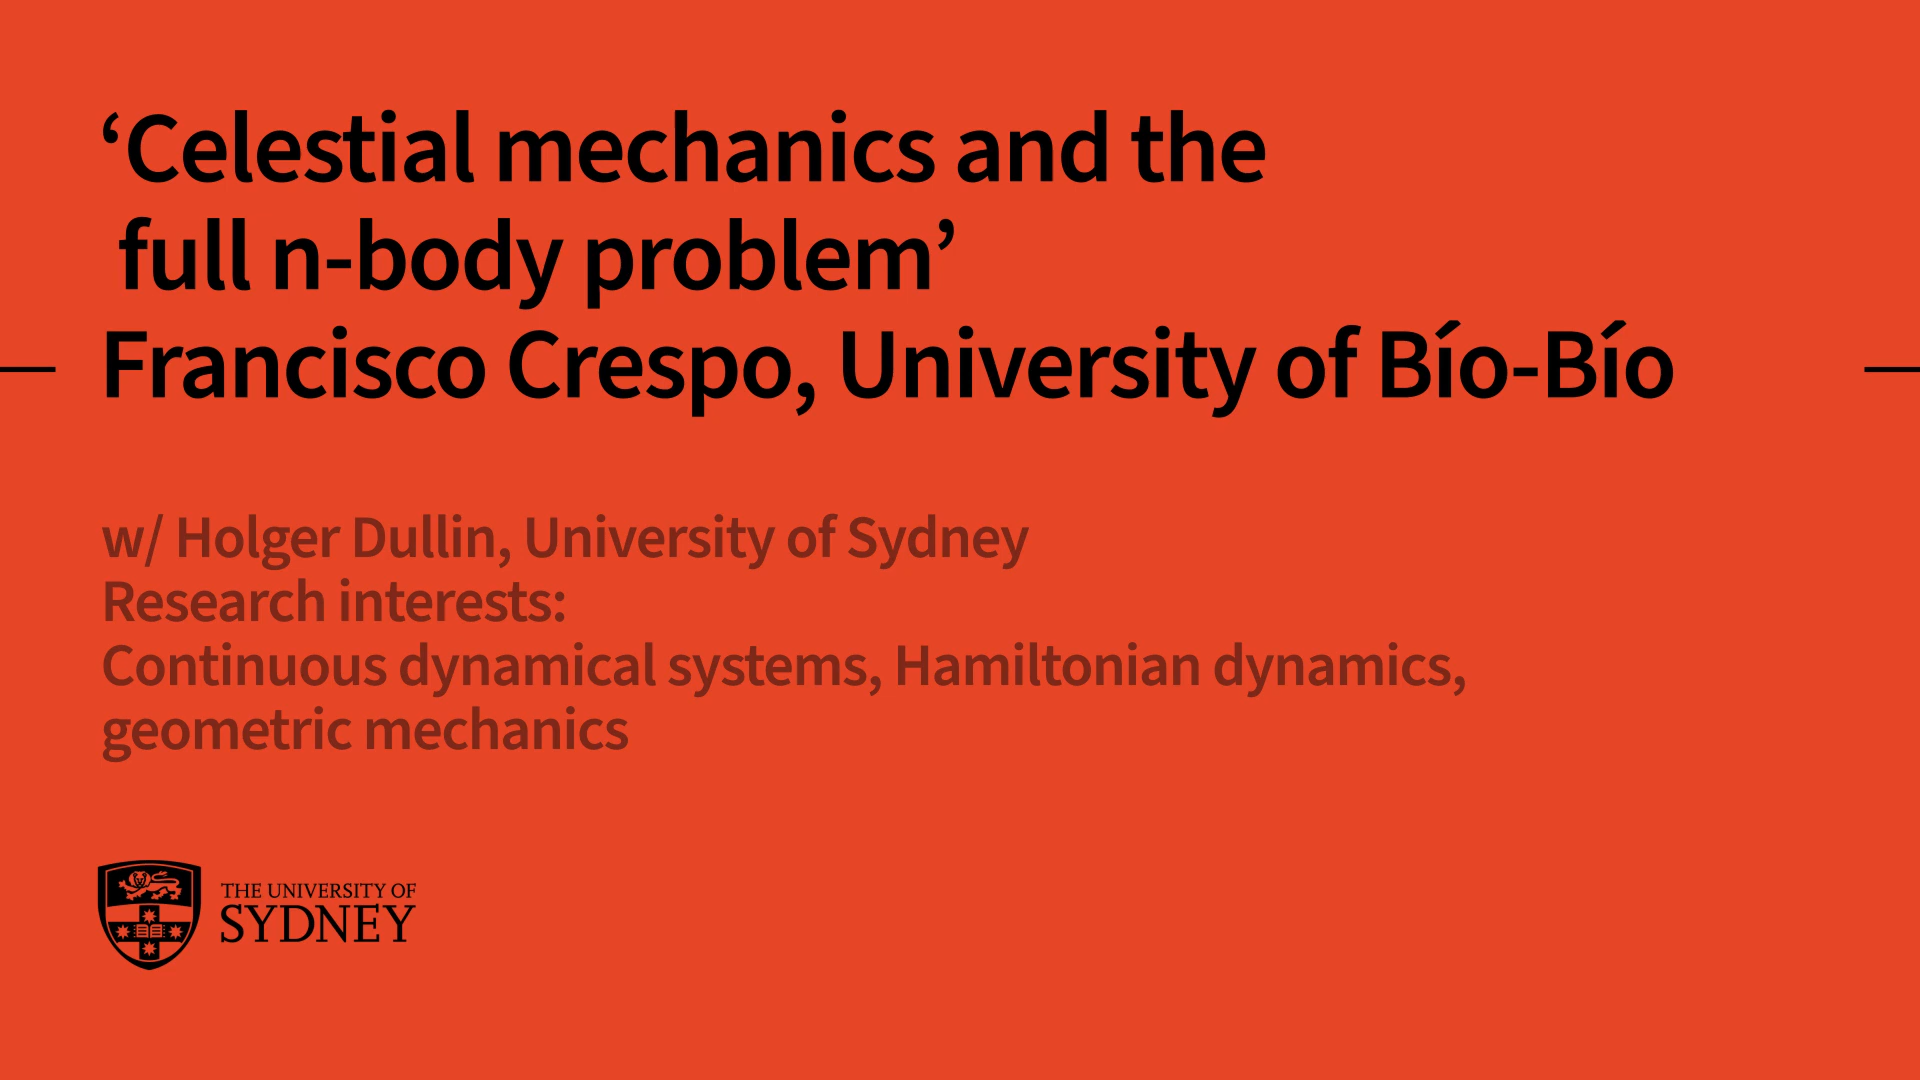 ‘Celestial mechanics and the
full n-body problem’
Francisco Crespo, University of Bío-Bío
w/ Holger Dullin, University of Sydney
Research interests:
Continuous dynamical systems, Hamiltonian dynamics,
geometric mechanics
THE UNIVERSITY OF
SYDNEY